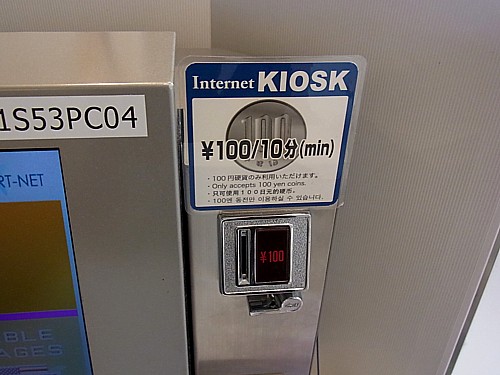 Internet KIOSK
100
¥100/10分(min)
・100円硬貨のみ利用いただけます。
・Only accepts 100 yen coins.
・只可使用１００日元的硬币。
・100엔 동전만 이용하실 수 있습니다.
1S53PC04
RT-NET
¥100
BLE
AGES